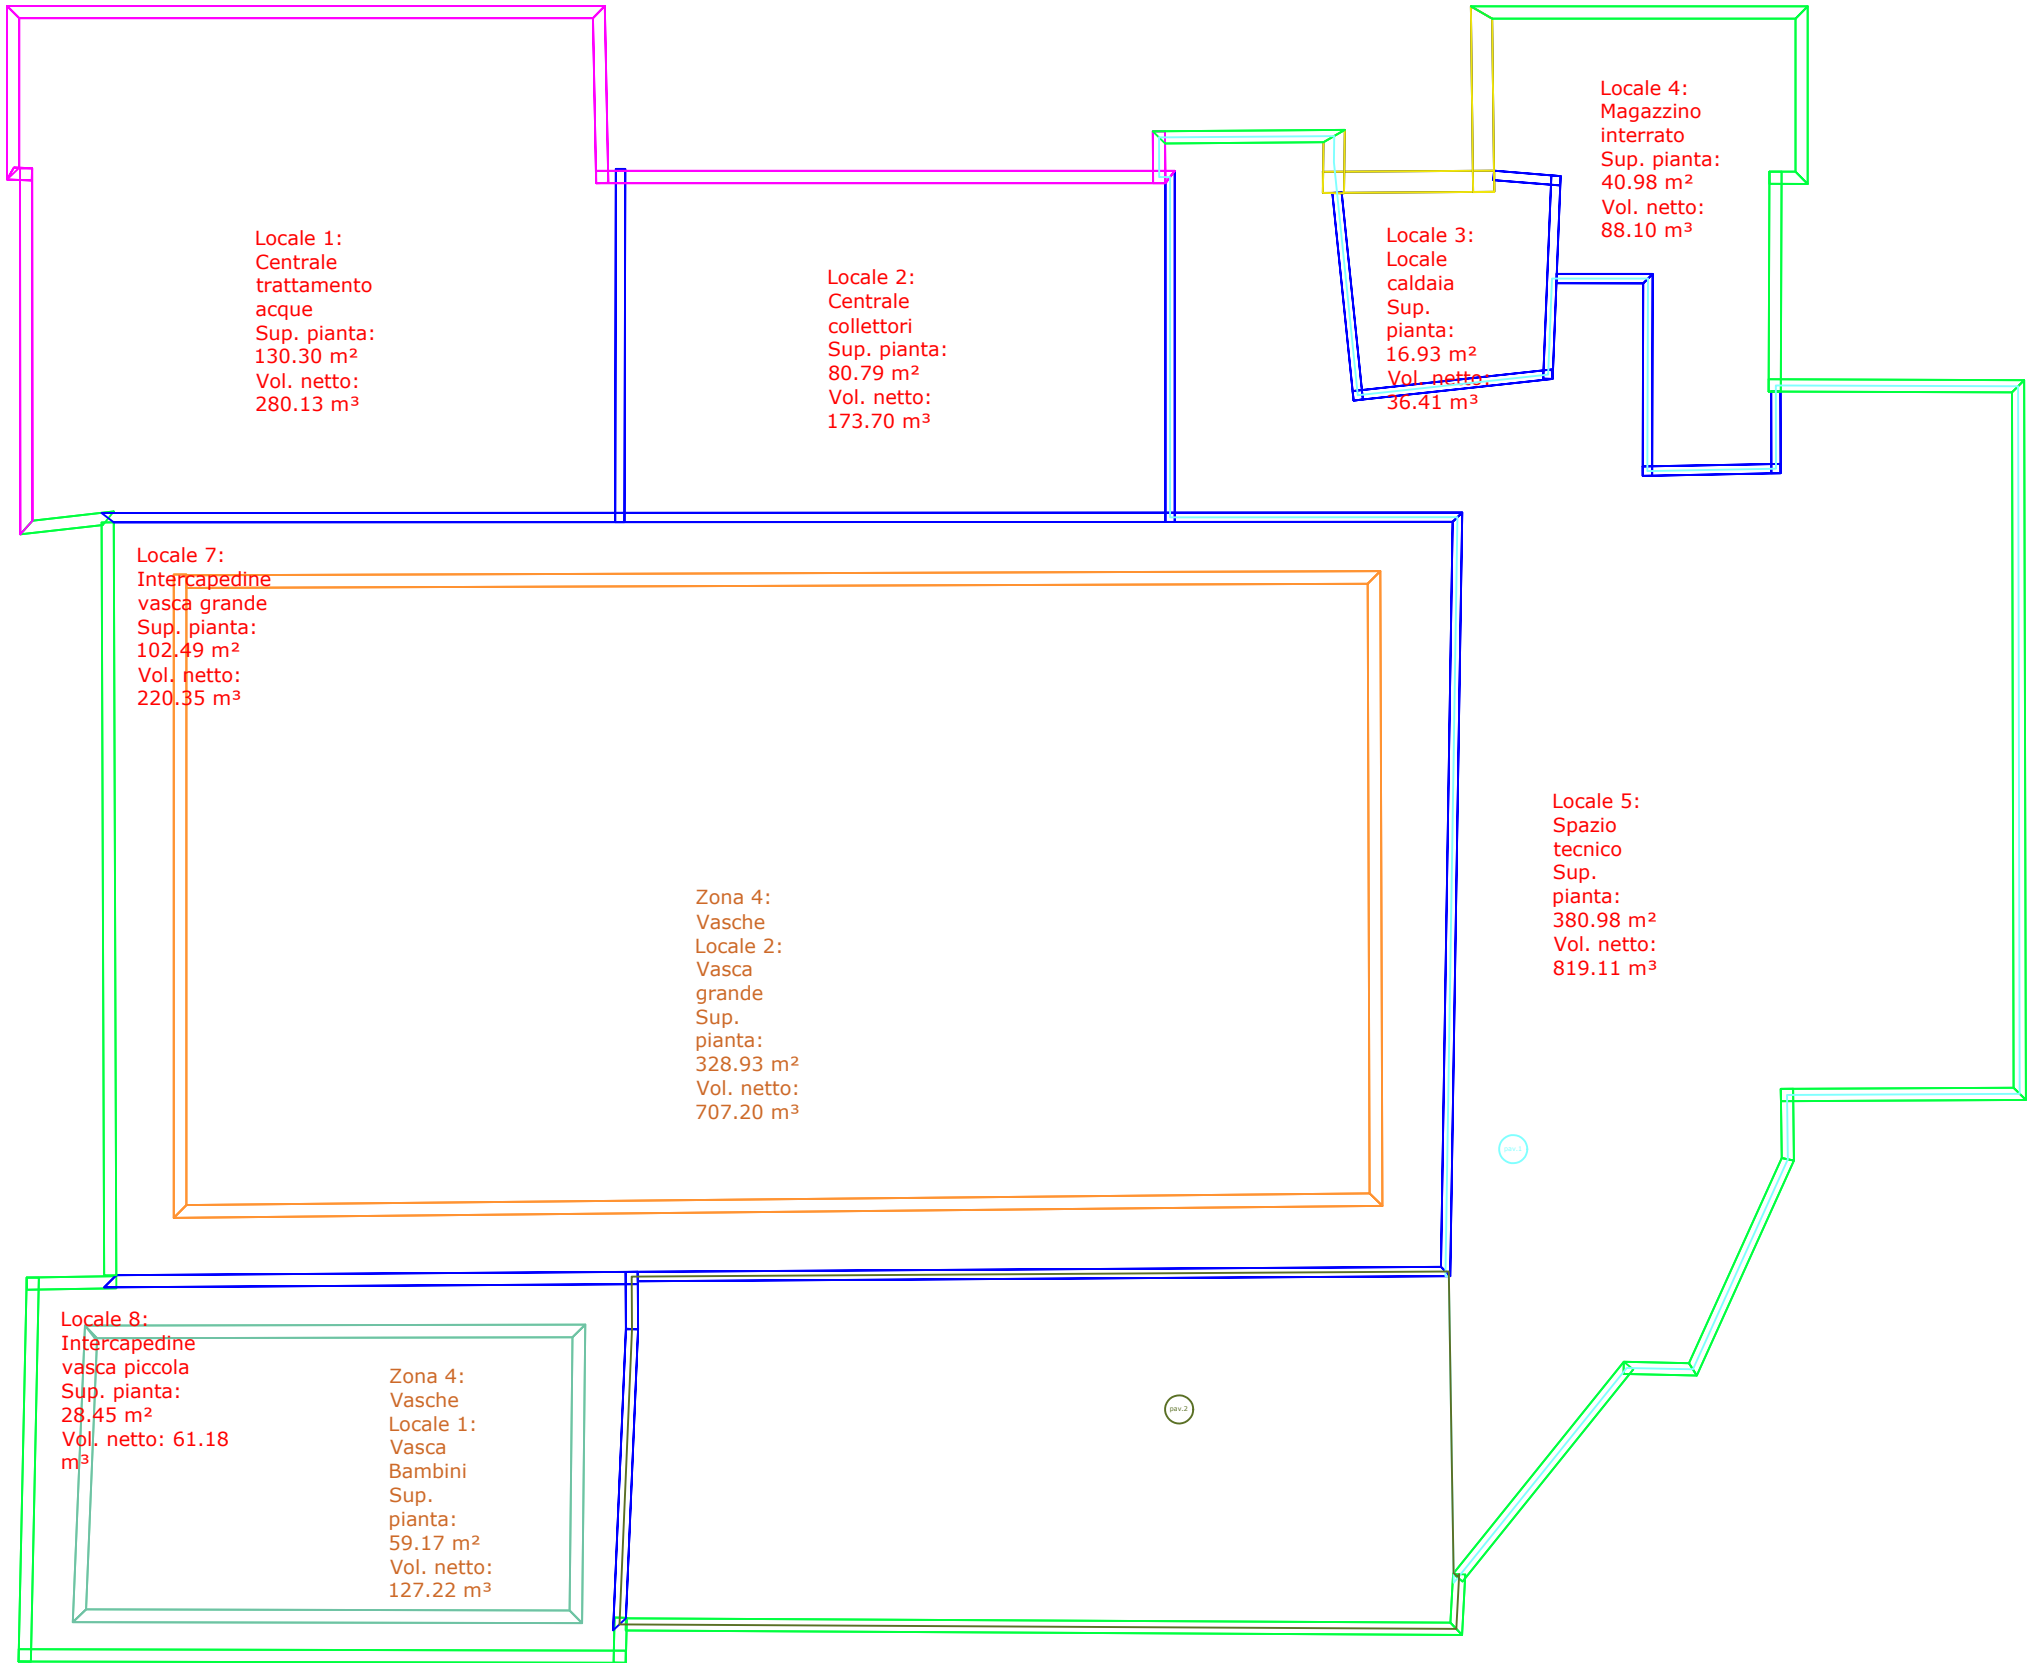 Locale 1:
Centrale
trattamento
acque
Sup. pianta:
130.30 m²
Vol. netto:
280.13 m³
Locale 2:
Centrale
collettori
Sup. pianta:
80.79 m²
Vol. netto:
173.70 m³
Locale 3:
Locale
caldaia
Sup.
pianta:
16.93 m²
Vol. netto:
36.41 m³
Locale 4:
Magazzino
interrato
Sup. pianta:
40.98 m²
Vol. netto:
88.10 m³
Locale 7:
Intercapedine
vasca grande
Sup. pianta:
102.49 m²
Vol. netto:
220.35 m³
Zona 4:
Vasche
Locale 2:
Vasca
grande
Sup.
pianta:
328.93 m²
Vol. netto:
707.20 m³
Locale 5:
Spazio
tecnico
Sup.
pianta:
380.98 m²
Vol. netto:
819.11 m³
pav.1
Locale 8:
Intercapedine
vasca piccola
Sup. pianta:
28.45 m²
Vol. netto: 61.18
m³
Zona 4:
Vasche
Locale 1:
Vasca
Bambini
Sup.
pianta:
59.17 m²
Vol. netto:
127.22 m³
pav.2